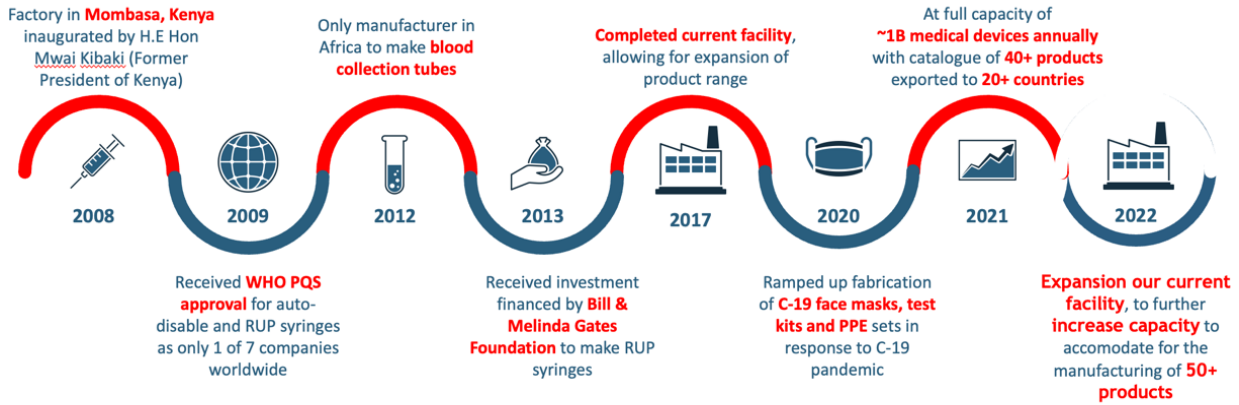 Factory in Mombasa, Kenya
inaugurated by H.E Hon
Mwai Kibaki (Former
President of Kenya)
2008
2009
Received WHO PQS
approval for auto-
disable and RUP syringes
as only 1 of 7 companies
worldwide
Only manufacturer in
Africa to make blood
collection tubes
2012
2013
Received investment
financed by Bill &
Melinda Gates
Foundation to make RUP
syringes
Completed current facility,
allowing for expansion of
product range
2017
2020
Ramped up fabrication
of C-19 face masks, test
kits and PPE sets in
response to C-19
pandemic
At full capacity of
~1B medical devices annually
with catalogue of 40+ products
exported to 20+ countries
2021
2022
Expansion our current
facility, to further
increase capacity to
accomodate for the
manufacturing of 50+
products